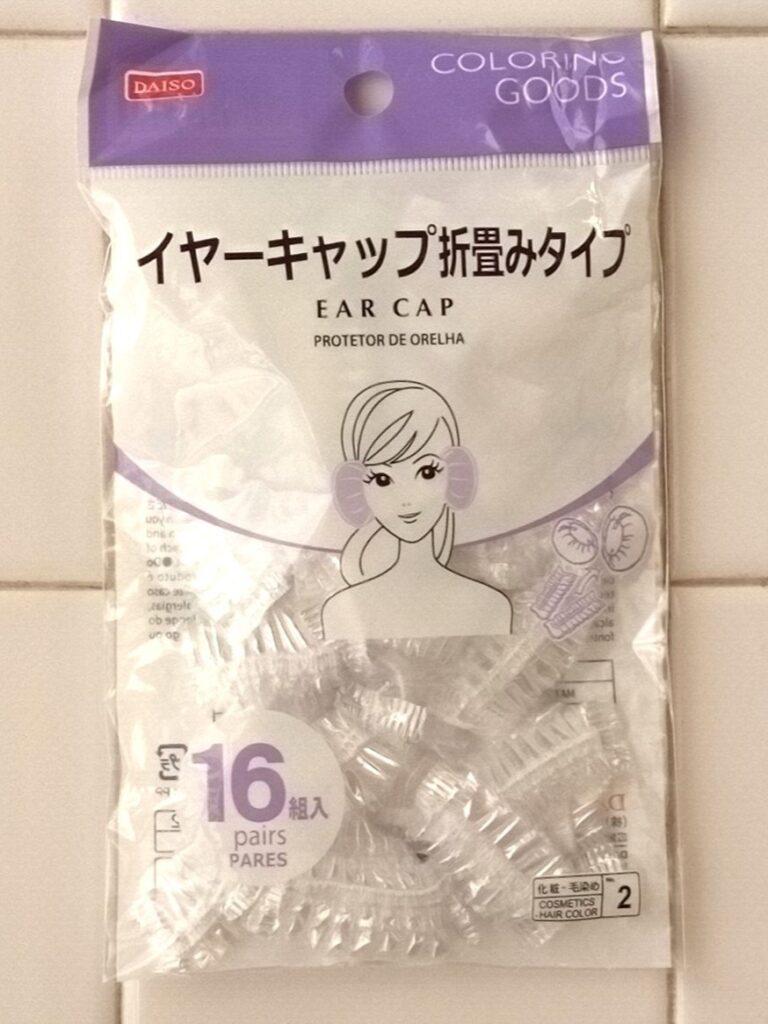 DAISO
COLORING
GOODS
イヤーキャップ折畳みタイプ
EAR CAP
PROTETOR DE ORELHA
16組入
pairs
PARES
化粧・毛染め
COSMETICS
・HAIR COLOR
No.
2